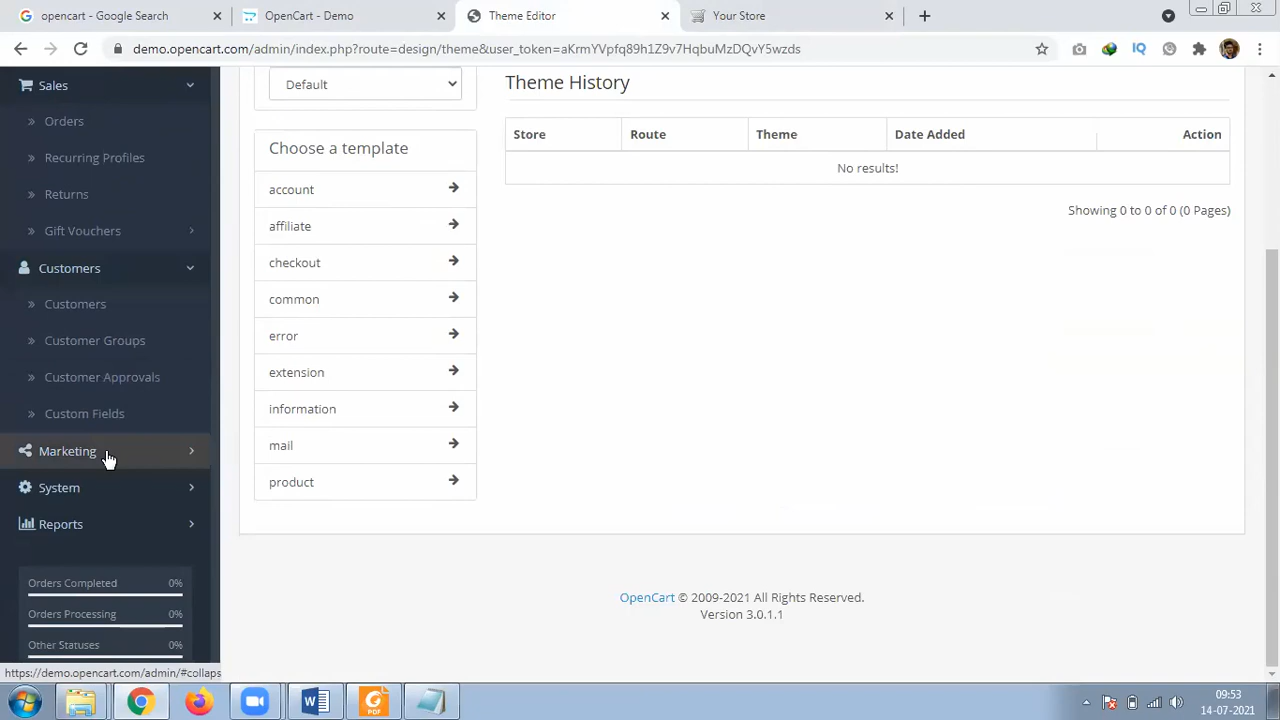 opencart - Google Search
OpenCart - Demo
Theme Editor
Your Store
demo.opencart.com/admin/index.php?route=design/theme&user_token=aKrmYVpfq89h1Z9v7HqbuMzDQvY5wzds
IQ
Sales
Orders
Recurring Profiles
Returns
Gift Vouchers
Customers
Customers
Customer Groups
Customer Approvals
Custom Fields
Marketing
System
Reports
Orders Completed 0%
Orders Processing 0%
Other Statuses 0%
Default
Choose a template
account
affiliate
checkout
common
error
extension
information
mail
product
Theme History
Store Route Theme Date Added Action
No results!
Showing 0 to 0 of 0 (0 Pages)
OpenCart © 2009-2021 All Rights Reserved.
Version 3.0.1.1
https://demo.opencart.com/admin/#collaps
PDF
09:53
14-07-2021